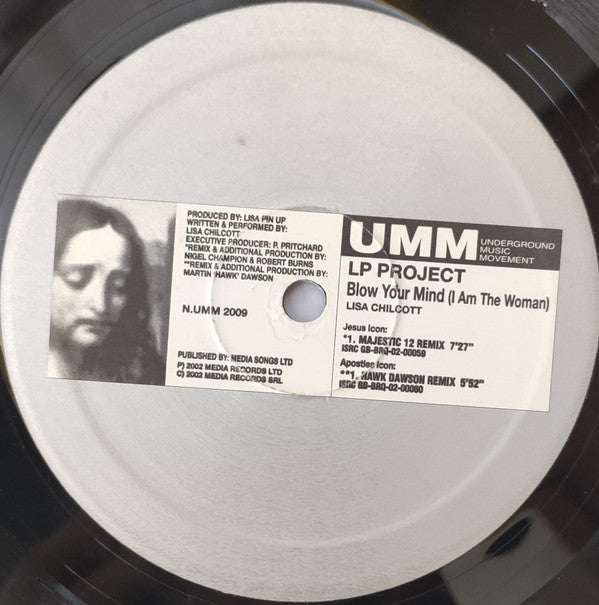 PRODUCED BY: LISA PIN UP
WRITTEN & PERFORMED BY:
LISA CHILCOTT
EXECUTIVE PRODUCER: P. PRITCHARD
*REMIX & ADDITIONAL PRODUCTION BY:
NIGEL CHAMPION & ROBERT BURNS
**REMIX & ADDITIONAL PRODUCTION BY:
MARTIN 'HAWK' DAWSON
N.UMM 2009
PUBLISHED BY: MEDIA SONGS LTD
P) 2002 MEDIA RECORDS LTD
C) 2002 MEDIA RECORDS SRL
UMM UNDERGROUND
MUSIC
MOVEMENT
LP PROJECT
Blow Your Mind (I Am The Woman)
LISA CHILCOTT
Jesus Icon:
*1. MAJESTIC 12 REMIX 7'27"
ISRC GB-BRQ-02-00059
Apostles Icon:
**1. HAWK DAWSON REMIX 5'52"
ISRC GB-BRQ-02-00060